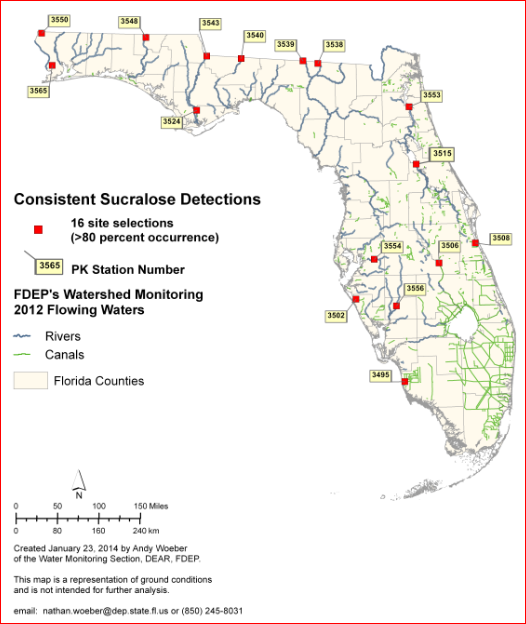 3550
3548
3543
3540
3539
3538
3565
3553
3524
3515
Consistent Sucralose Detections
16 site selections
(>80 percent occurrence)
3508
3554
3506
3565
PK Station Number
3556
FDEP's Watershed Monitoring
2012 Flowing Waters
3502
Rivers
Canals
3495
Florida Counties
N
0 50 100 150 Miles
0 80 160 240 km
Created January 23, 2014 by Andy Woeber
of the Water Monitoring Section, DEAR, FDEP.
This map is a representation of ground conditions
and is not intended for further analysis.
email: nathan.woeber@dep.state.fl.us or (850) 245-8031